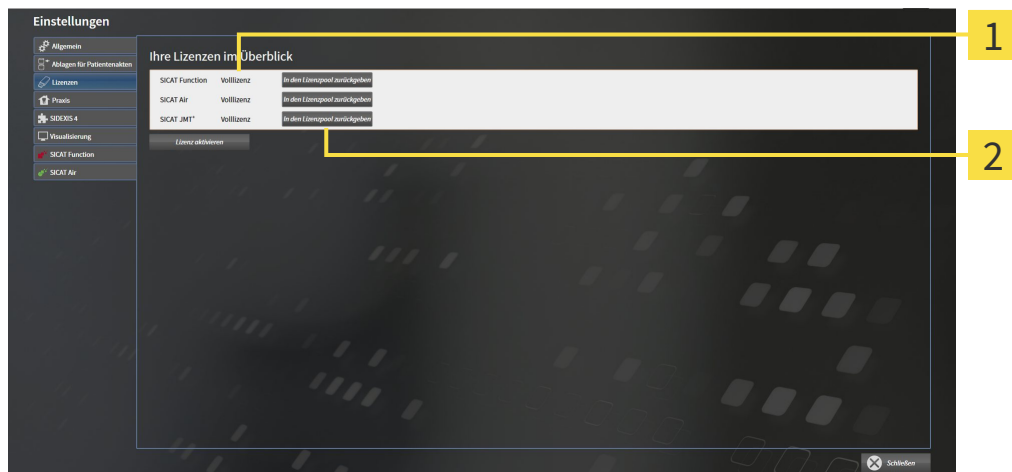 Einstellungen
Allgemein
Ablagen für Patientenakten
Lizenzen
Praxis
SIDEXIS 4
Visualisierung
SICAT Function
SICAT Air
Ihre Lizenzen im Überblick
SICAT Function Volllizenz In den Lizenzpool zurückgeben
SICAT Air Volllizenz In den Lizenzpool zurückgeben
SICAT JMT+ Volllizenz In den Lizenzpool zurückgeben
Lizenz aktivieren
1
2
Schließen